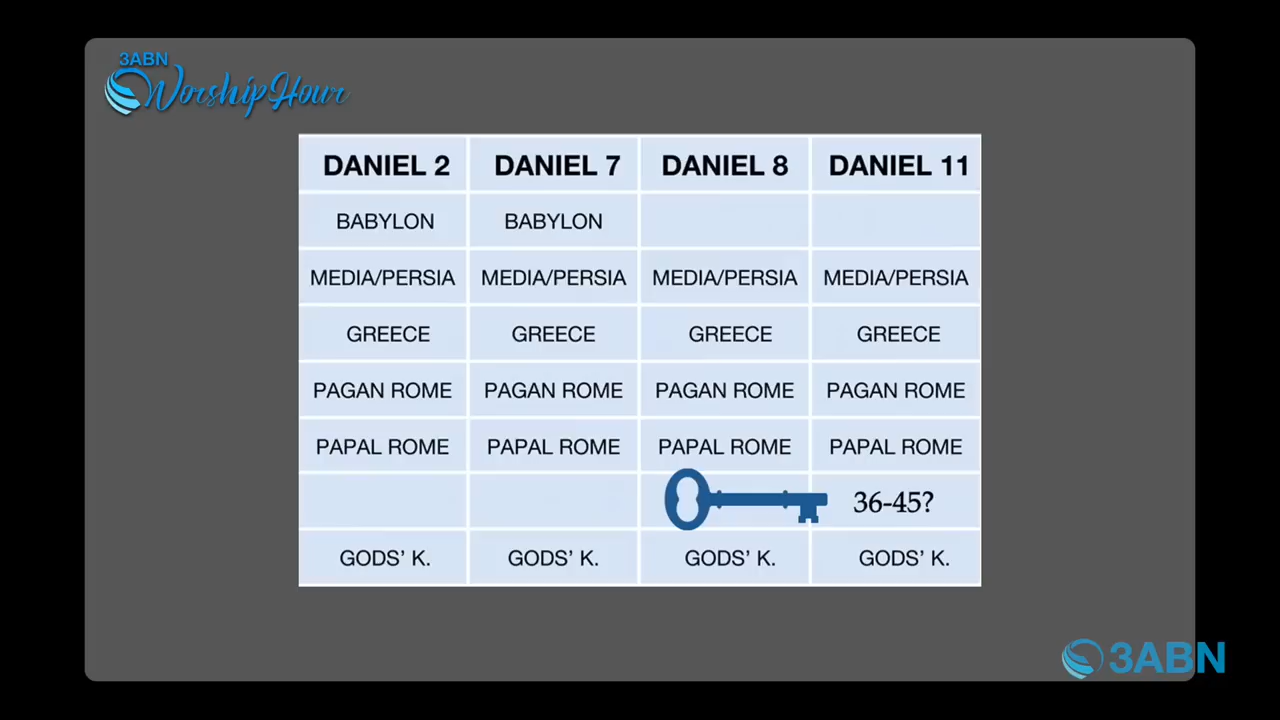 3ABN
Worship Hour
DANIEL 2 DANIEL 7 DANIEL 8 DANIEL 11
BABYLON BABYLON
MEDIA/PERSIA MEDIA/PERSIA MEDIA/PERSIA MEDIA/PERSIA
GREECE GREECE GREECE GREECE
PAGAN ROME PAGAN ROME PAGAN ROME PAGAN ROME
PAPAL ROME PAPAL ROME PAPAL ROME PAPAL ROME
36-45?
GODS’ K. GODS’ K. GODS’ K. GODS’ K.
3ABN